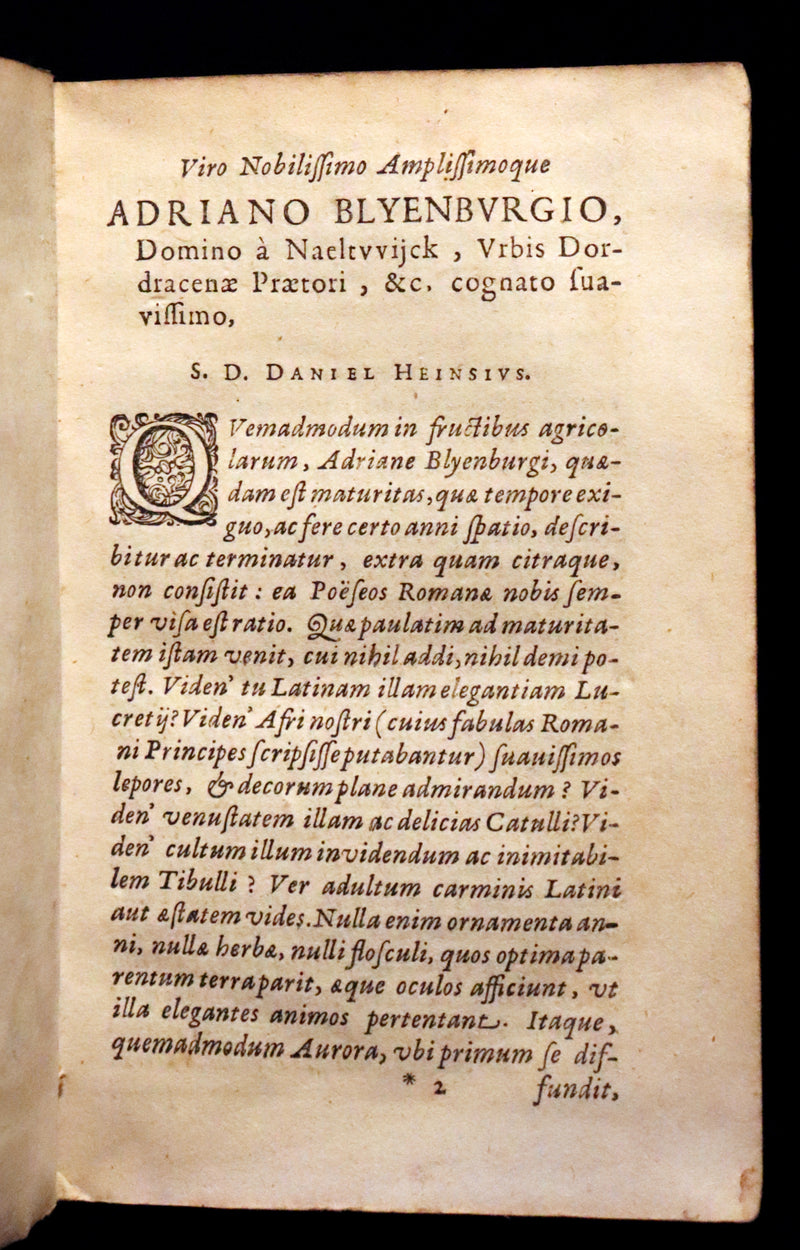 Viro Nobiliſſimo Ampliſſimoque
ADRIANO BLYENBVRGIO,
Domino à Naeltvvijck , Vrbis Dor-
dracenæ Prætori , &c. cognato ſua-
viſſimo,
S. D. DANIEL HEINSIVS.
QVemadmodum in fructibus agrico-
larum, Adriane Blyenburgi, quæ-
dam eſt maturitas, quæ tempore exi-
guo, ac fere certo anni ſpatio, deſcri-
bitur ac terminatur, extra quam citraque,
non conſiſtit : ea Poëſeos Romanæ nobis ſem-
per viſa eſt ratio. Quæ paulatim ad maturita-
tem iſtam venit, cui nihil addi, nihil demi po-
teſt. Viden' tu Latinam illam elegantiam Lu-
cretij? Viden' Afri noſtri (cuius fabulas Roma-
ni Principes ſcripſiſſe putabantur) ſuauiſſimos
lepores, & decorum plane admirandum ? Vi-
den' venuſtatem illam ac delicias Catulli? Vi-
den' cultum illum invidendum ac inimitabi-
lem Tibulli ? Ver adultum carminis Latini
aut æſtatem vides. Nulla enim ornamenta an-
ni, nullæ herbæ, nulli floſculi, quos optima pa-
rentum terra parit, æque oculos afficiunt, vt
illa elegantes animos pertentant. Itaque,
quemadmodum Aurora, vbi primum ſe dif-
* 2 fundit,